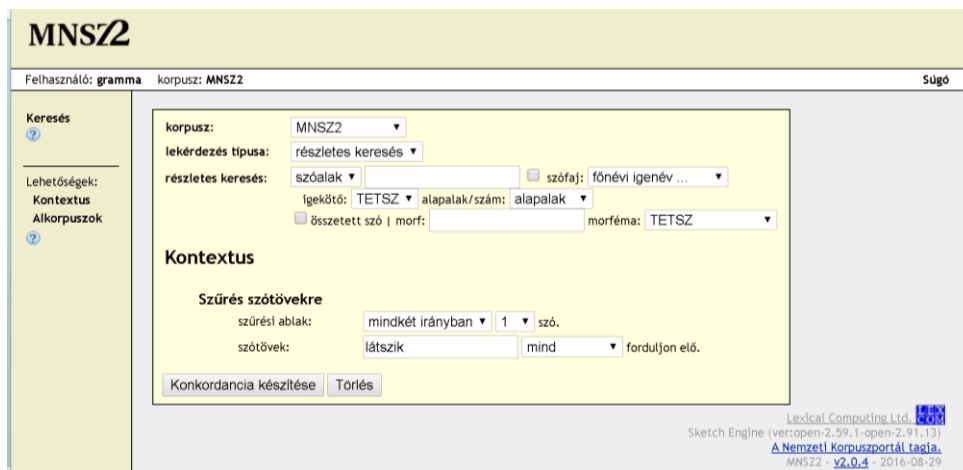 MNSZ2
Felhasználó: gramma korpusz: MNSZ2 Súgó
Keresés
?
Lehetőségek:
Kontextus
Alkorpuszok
?
korpusz: MNSZ2
lekérdezés típusa: részletes keresés
részletes keresés: szóalak szófaj: főnévi igenév ...
igekötő: TETSZ alapalak/szám: alapalak
összetett szó | morf: morféma: TETSZ
Kontextus
Szűrés szótövekre
szűrési ablak: mindkét irányban 1 szó.
szótövek: látszik mind forduljon elő.
Konkordancia készítése Törlés
Lexical Computing Ltd. LEX COM
Sketch Engine (ver:open-2.59.1-open-2.91.13)
A Nemzeti Korpuszportál tagja.
MNSZ2 - v2.0.4 - 2016-08-29